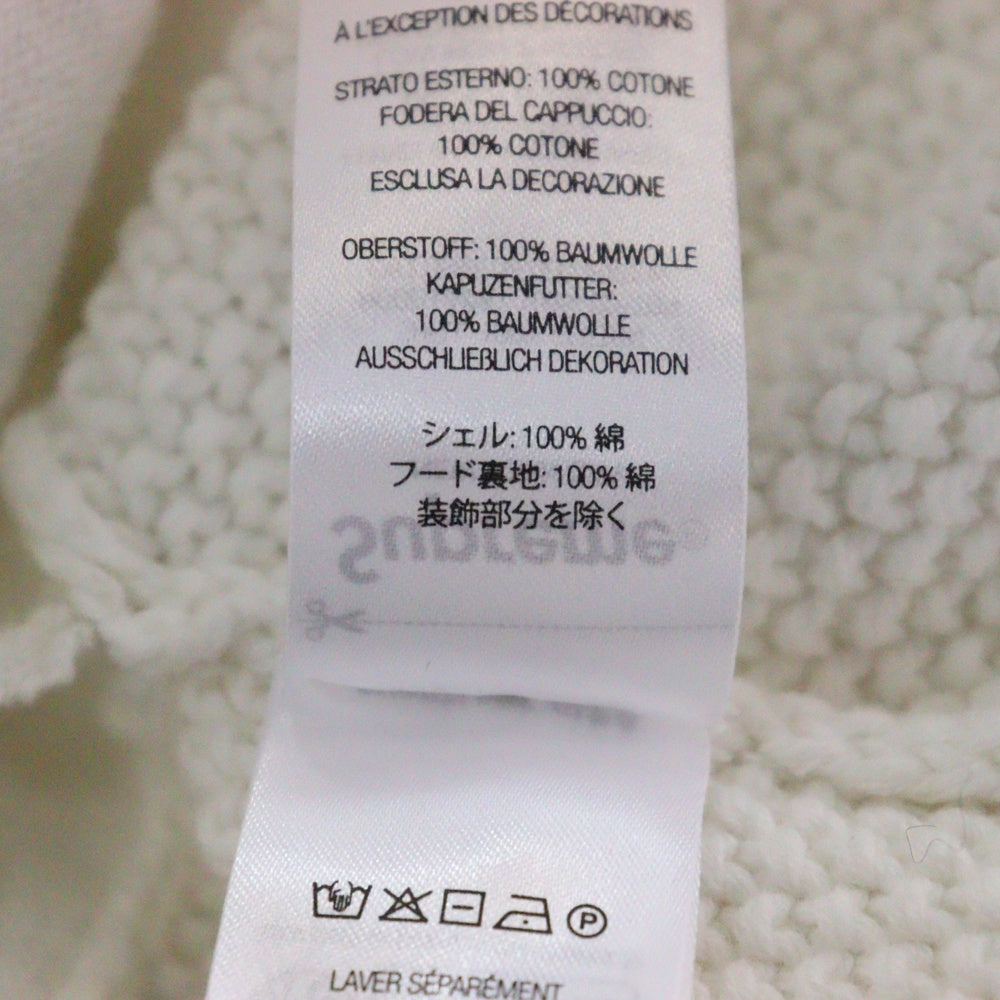 À L'EXCEPTION DES DÉCORATIONS
STRATO ESTERNO: 100% COTONE
FODERA DEL CAPPUCCIO:
100% COTONE
ESCLUSA LA DECORAZIONE
OBERSTOFF: 100% BAUMWOLLE
KAPUZENFUTTER:
100% BAUMWOLLE
AUSSCHLIEßLICH DEKORATION
シェル: 100% 綿
フード裏地: 100% 綿
装飾部分を除く
Supreme
P
LAVER SÉPARÉMENT